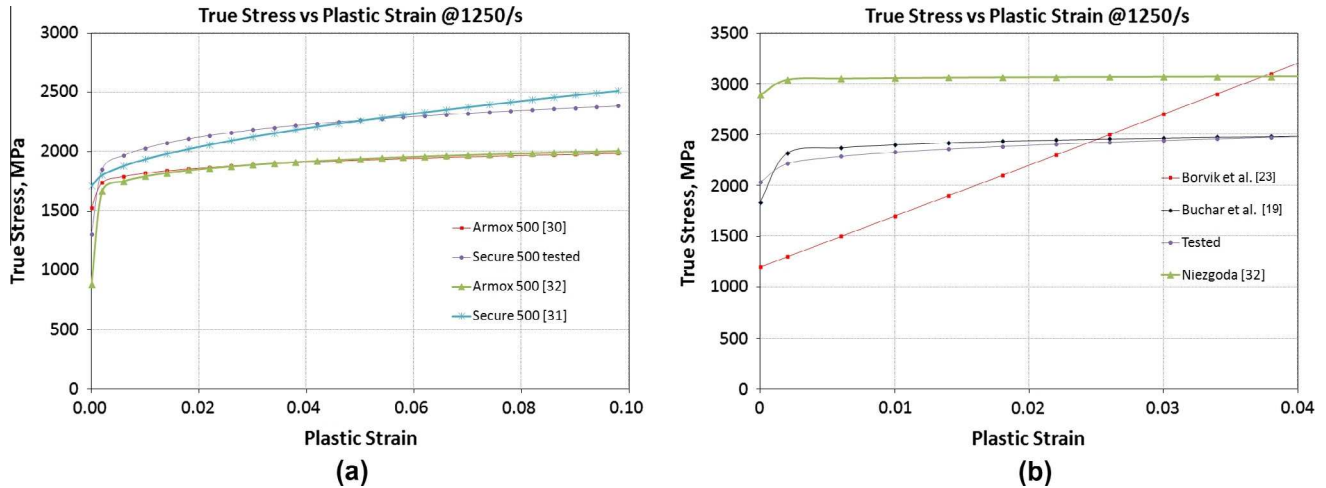 True Stress vs Plastic Strain @1250/s
3000
2500
2000
1500
1000
500
0
True Stress, MPa
0.00 0.02 0.04 0.06 0.08 0.10
Plastic Strain
Armox 500 [30]
Secure 500 tested
Armox 500 [32]
Secure 500 [31]
(a)
True Stress vs Plastic Strain @1250/s
3500
3000
2500
2000
1500
1000
500
0
True Stress, MPa
0 0.01 0.02 0.03 0.04
Plastic Strain
Borvik et al. [23]
Buchar et al. [19]
Tested
Niezgoda [32]
(b)